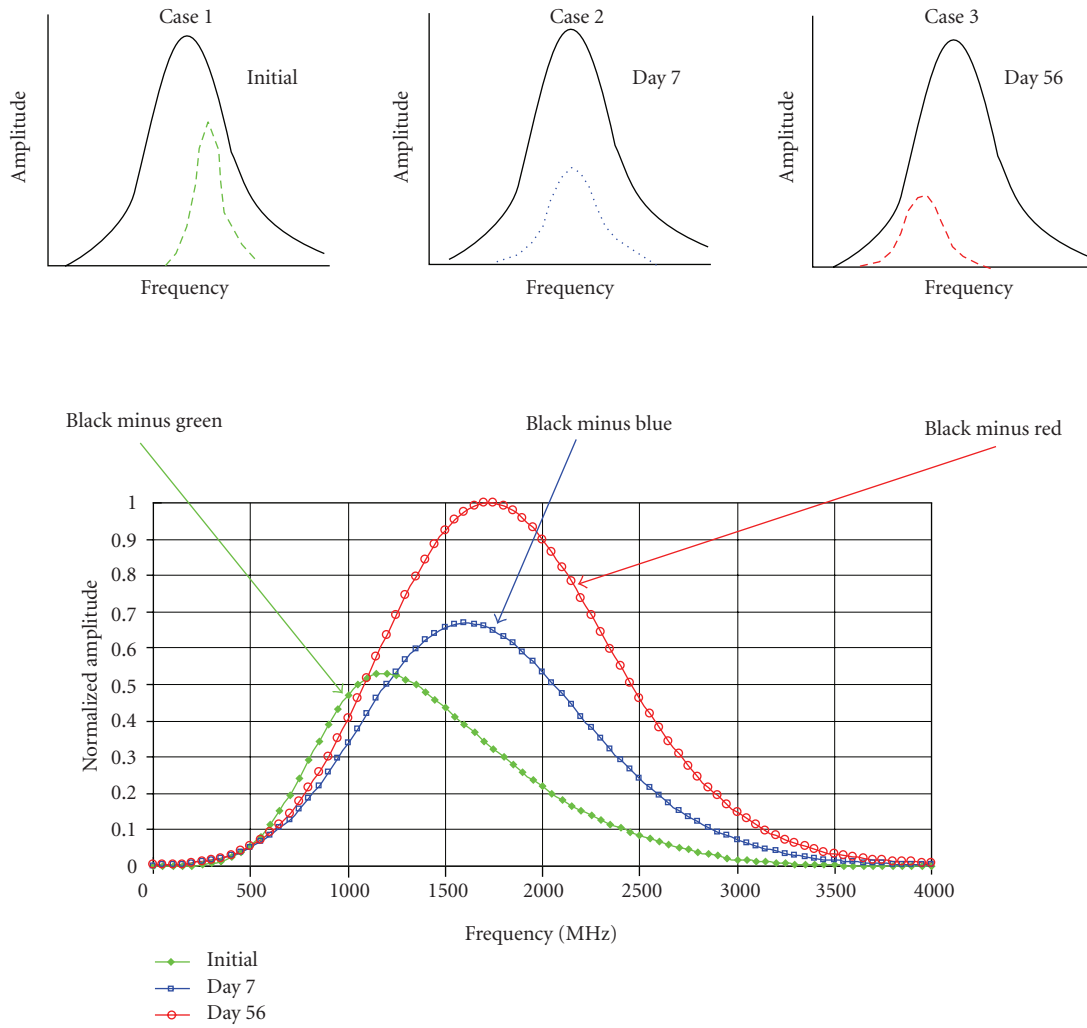 Case 1
Initial
Amplitude
Frequency
Case 2
Day 7
Amplitude
Frequency
Case 3
Day 56
Amplitude
Frequency
Black minus green
Black minus blue
Black minus red
Normalized amplitude
1
0.9
0.8
0.7
0.6
0.5
0.4
0.3
0.2
0.1
0
0 500 1000 1500 2000 2500 3000 3500 4000
Frequency (MHz)
Initial
Day 7
Day 56